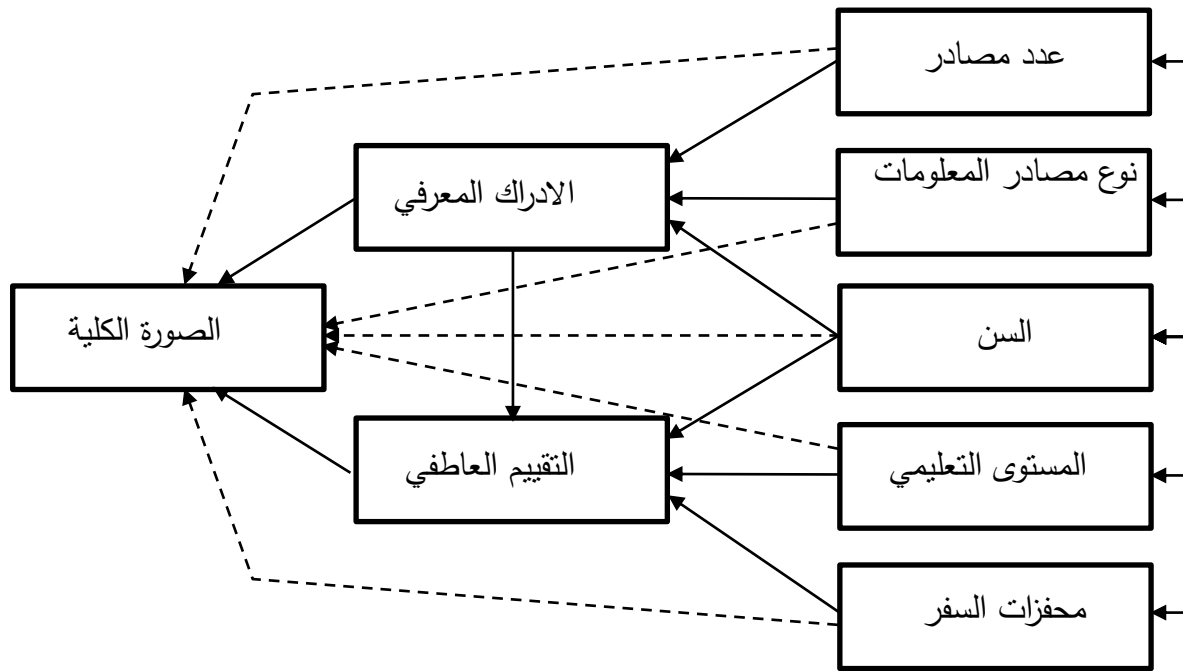 عدد مصادر
نوع مصادر المعلومات
الادراك المعرفي
السن
الصورة الكلية
المستوى التعليمي
التقييم العاطفي
محفزات السفر